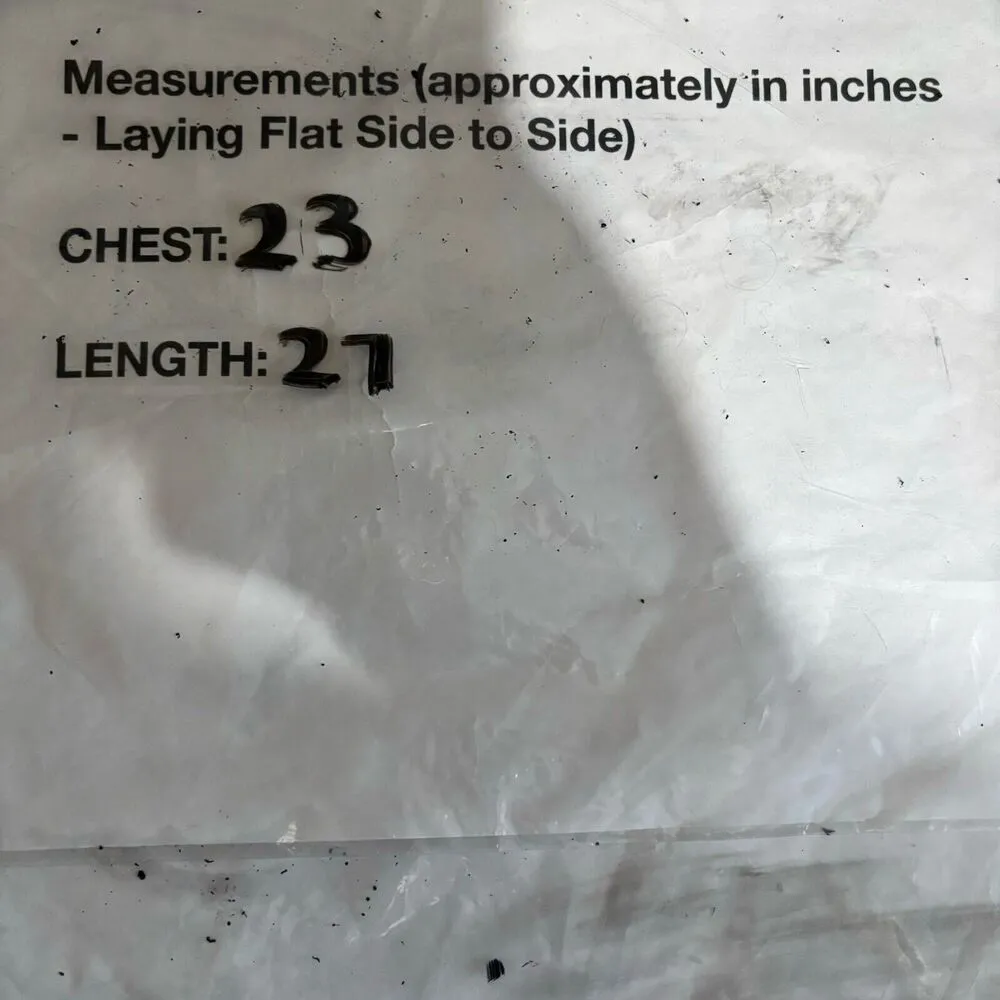 Measurements (approximately in inches
- Laying Flat Side to Side)
CHEST: 23
LENGTH: 27